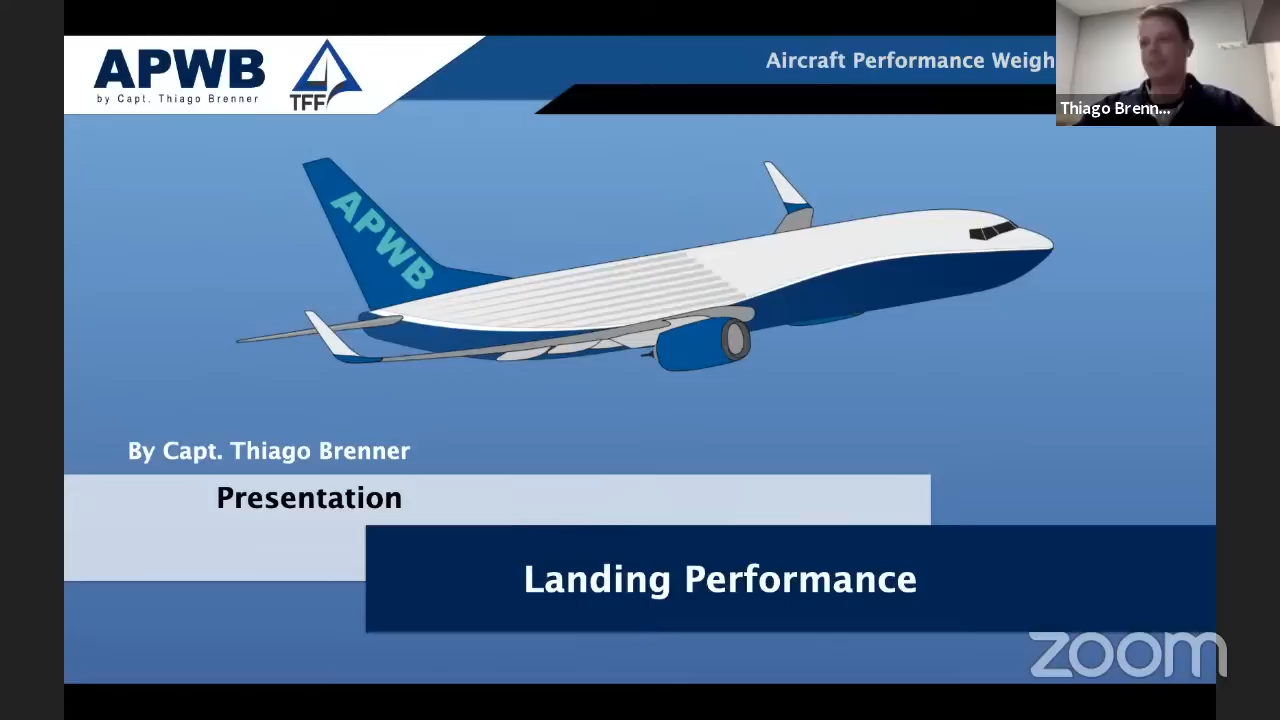 APWB
by Capt. Thiago Brenner
TFF
Aircraft Performance Weigh
Thiago Brenn...
APWB
By Capt. Thiago Brenner
Presentation
Landing Performance
zoom